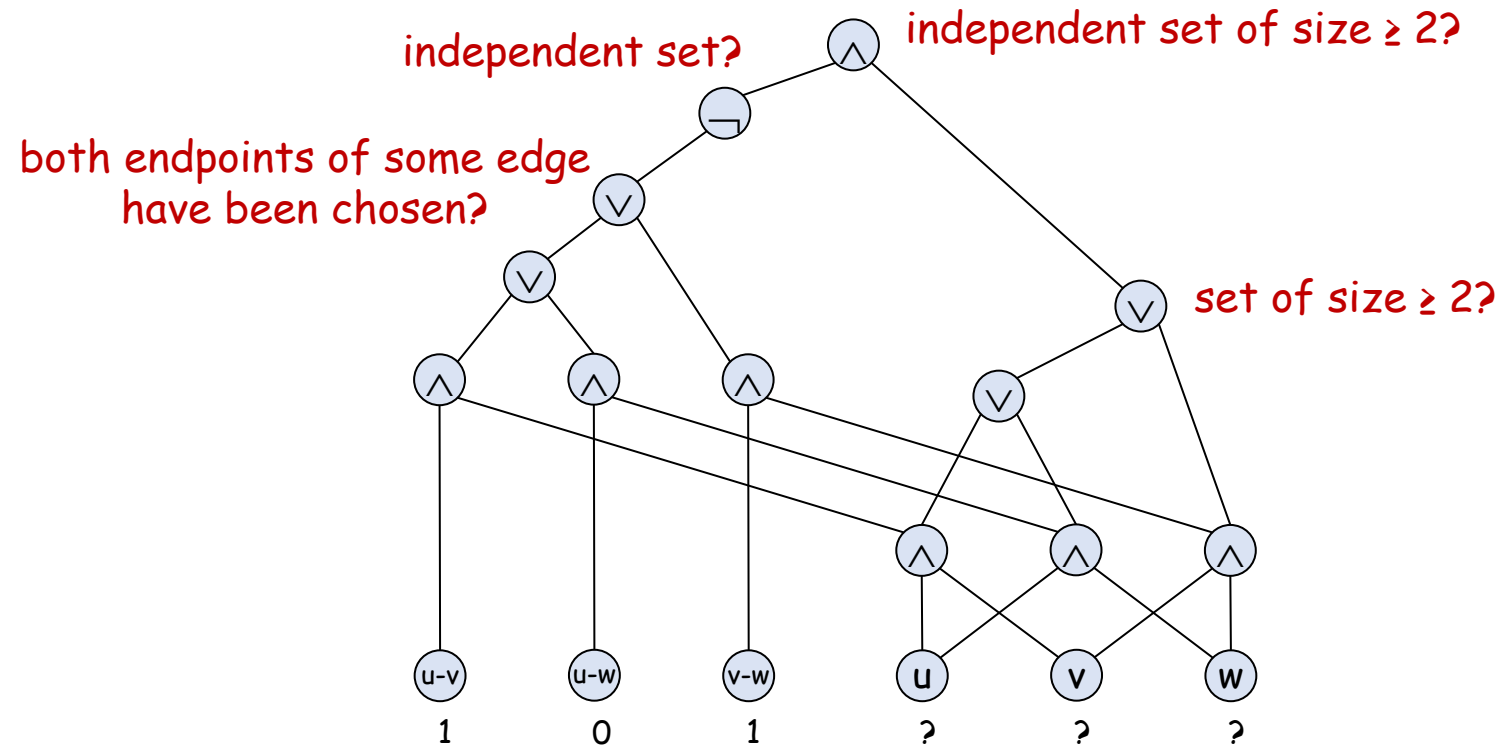 independent set of size ≥ 2?
∧
independent set?
¬
both endpoints of some edge
have been chosen?
∨
∨
set of size ≥ 2?
∨
∧ ∧ ∧
∨
∧ ∧ ∧
u-v u-w v-w u v w
1 0 1 ? ? ?